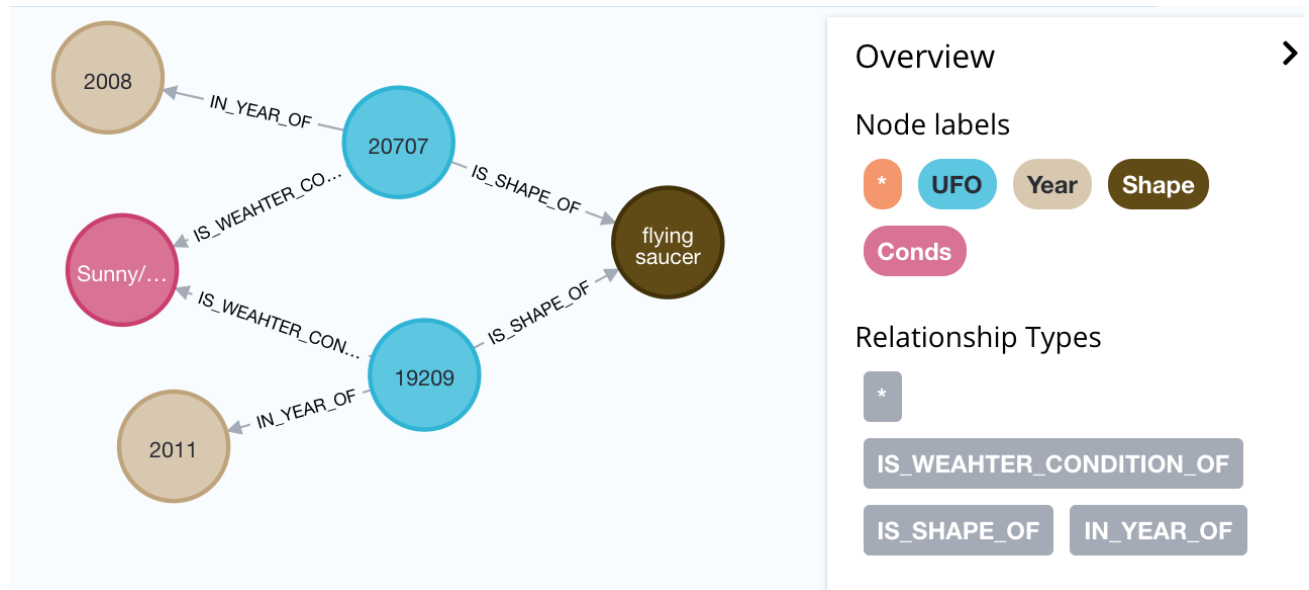 2008
IN_YEAR_OF
20707
IS_WEAHTER_CO...
IS_SHAPE_OF
flying
saucer
Sunny/...
IS_WEAHTER_CON...
IS_SHAPE_OF
19209
IN_YEAR_OF
2011
Overview
Node labels
* UFO Year Shape
Conds
Relationship Types
*
IS_WEAHTER_CONDITION_OF
IS_SHAPE_OF IN_YEAR_OF